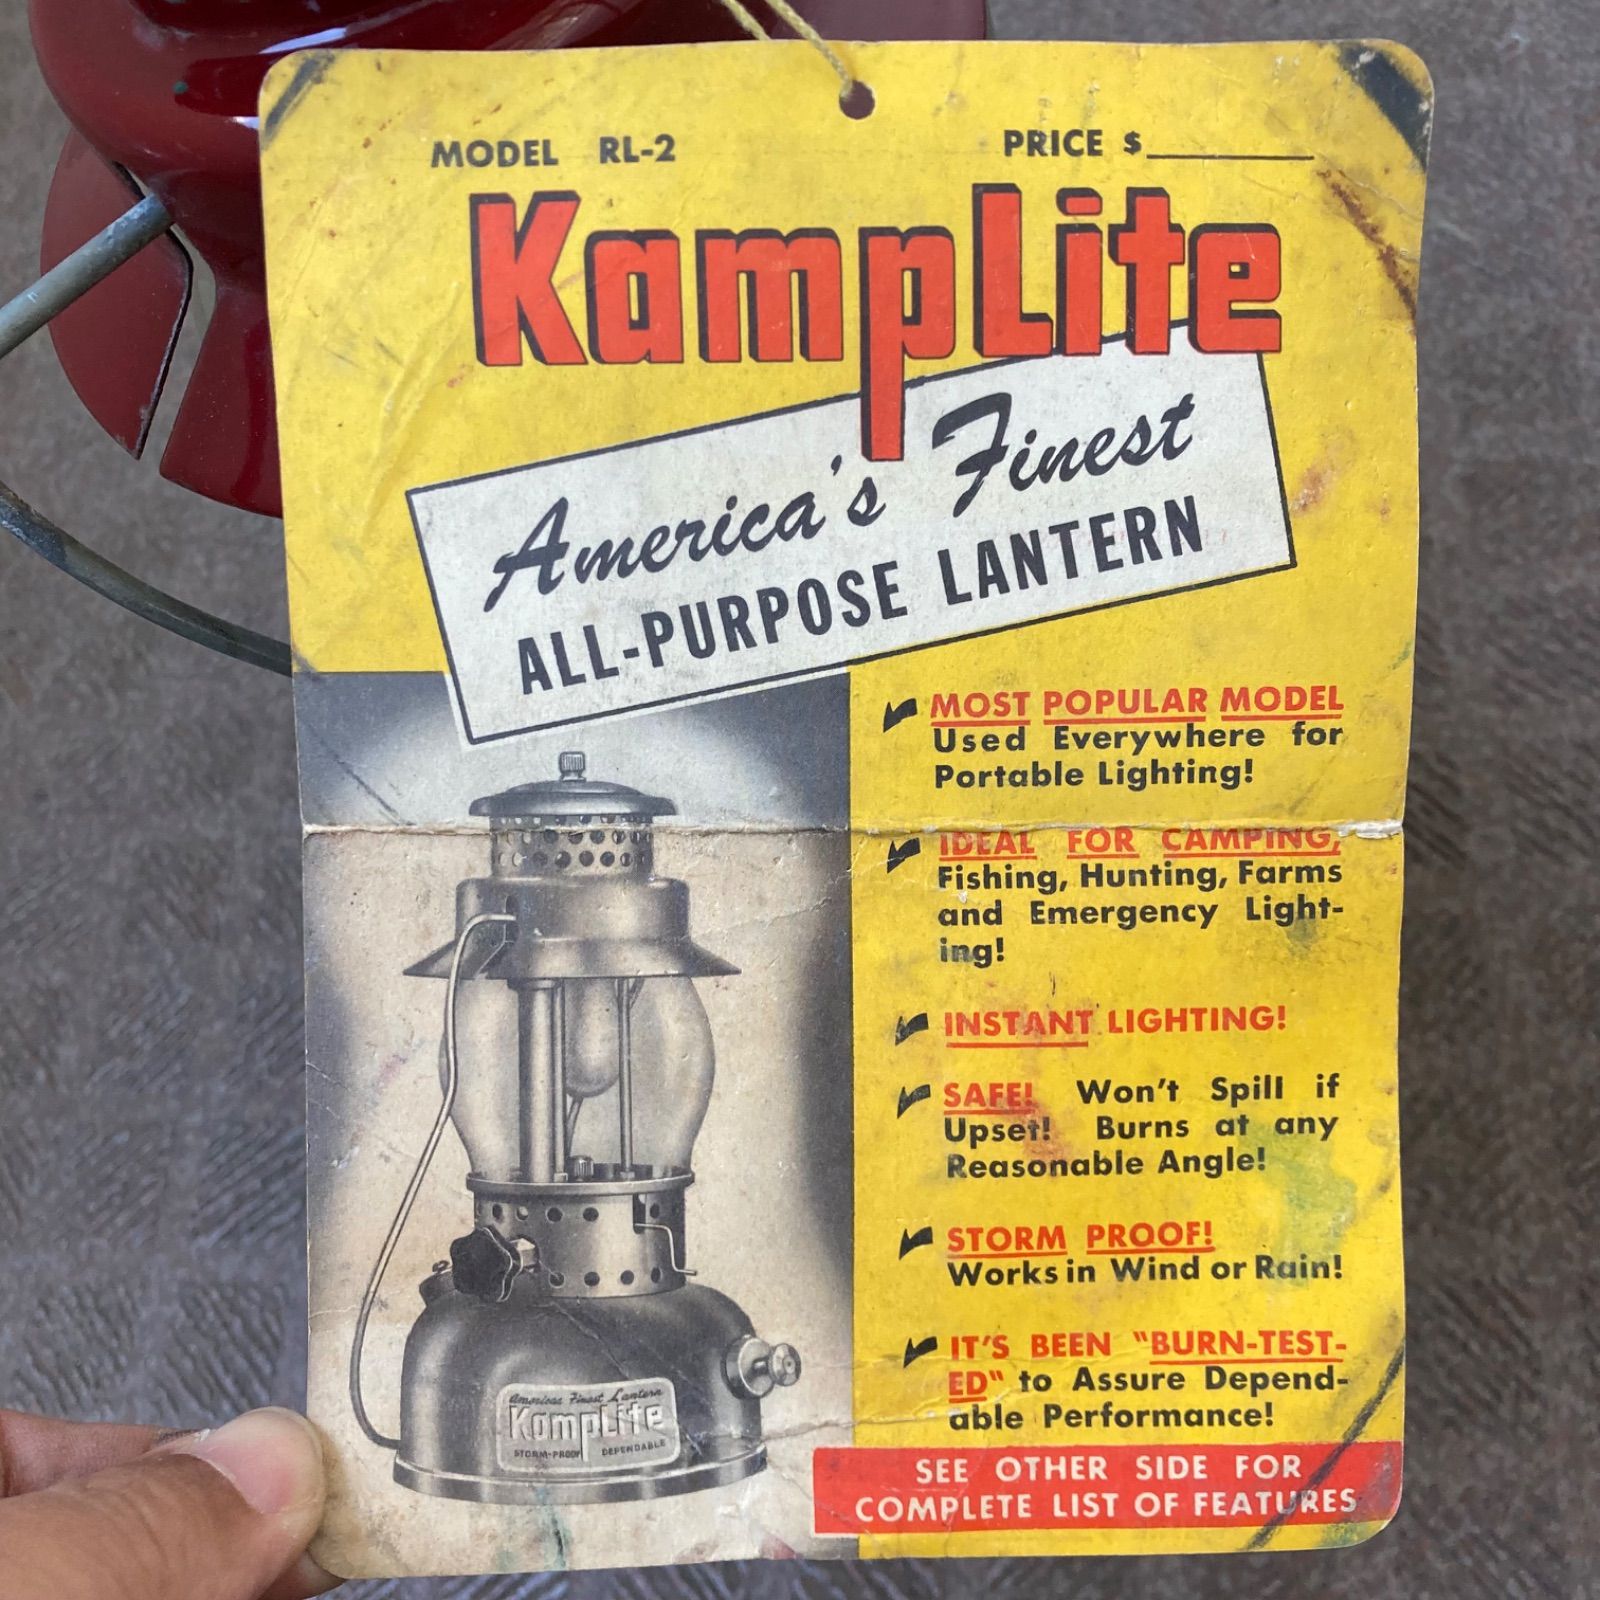 MODEL RL-2
PRICE $
KampLite
America's Finest
ALL-PURPOSE LANTERN
MOST POPULAR MODEL
Used Everywhere for
Portable Lighting!
IDEAL FOR CAMPING,
Fishing, Hunting, Farms
and Emergency Light-
ing!
INSTANT LIGHTING!
SAFE! Won't Spill if
Upset! Burns at any
Reasonable Angle!
STORM PROOF!
Works in Wind or Rain!
IT'S BEEN "BURN-TEST-
ED" to Assure Depend-
able Performance!
Americas Finest Lantern
KampLite
STORM-PROOF DEPENDABLE
SEE OTHER SIDE FOR
COMPLETE LIST OF FEATURES